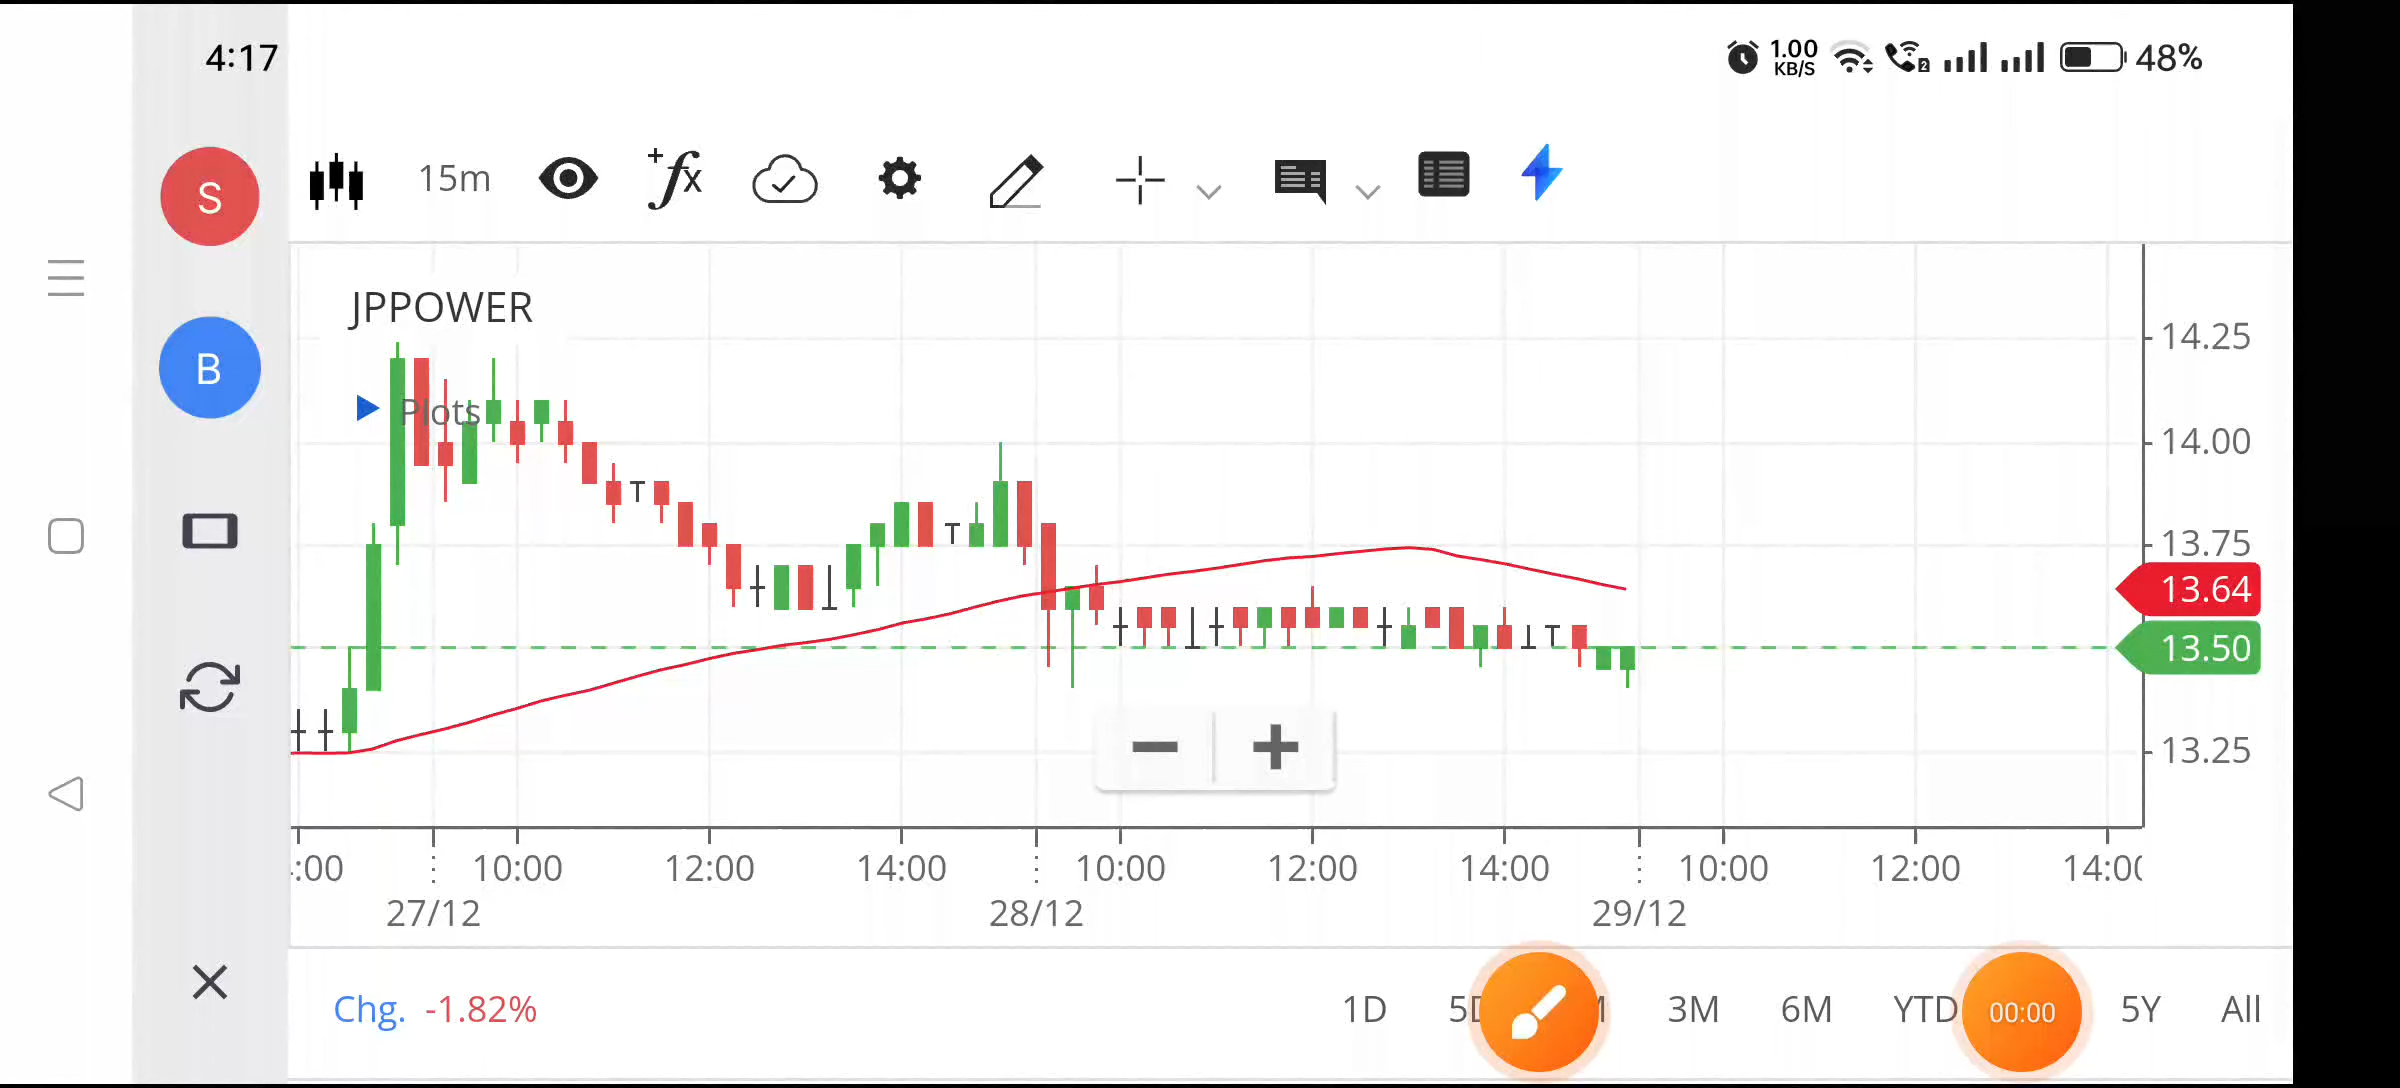 4:17
1.00
KB/S
2
48%
S
15m
+fx
B
JPPOWER
Plots
14.25
14.00
13.75
13.64
13.50
13.25
:00 10:00 12:00 14:00 10:00 12:00 14:00 10:00 12:00
27/12 28/12 29/12
Chg. -1.82%
1D 3M 6M YTD 00:00 5Y All